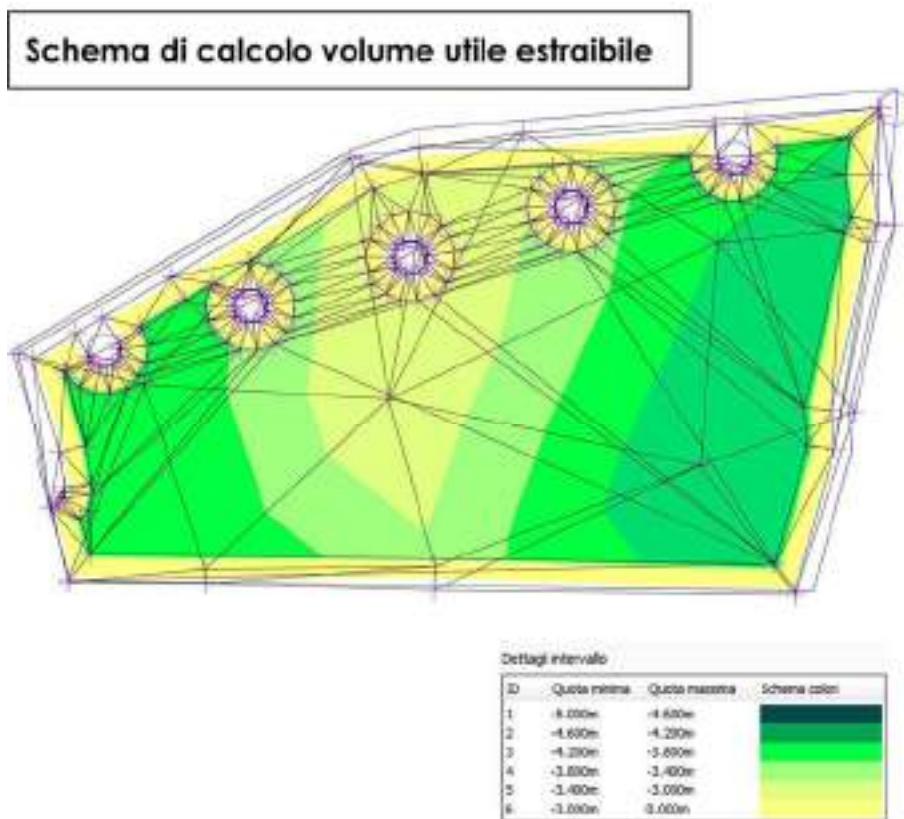 Schema di calcolo volume utile estraibile
Dettagli intervallo
ID Quota minima Quota massima Schema colori
1 -5.000m -4.600m
2 -4.600m -4.200m
3 -4.200m -3.800m
4 -3.800m -3.400m
5 -3.400m -3.000m
6 -3.000m 0.000m